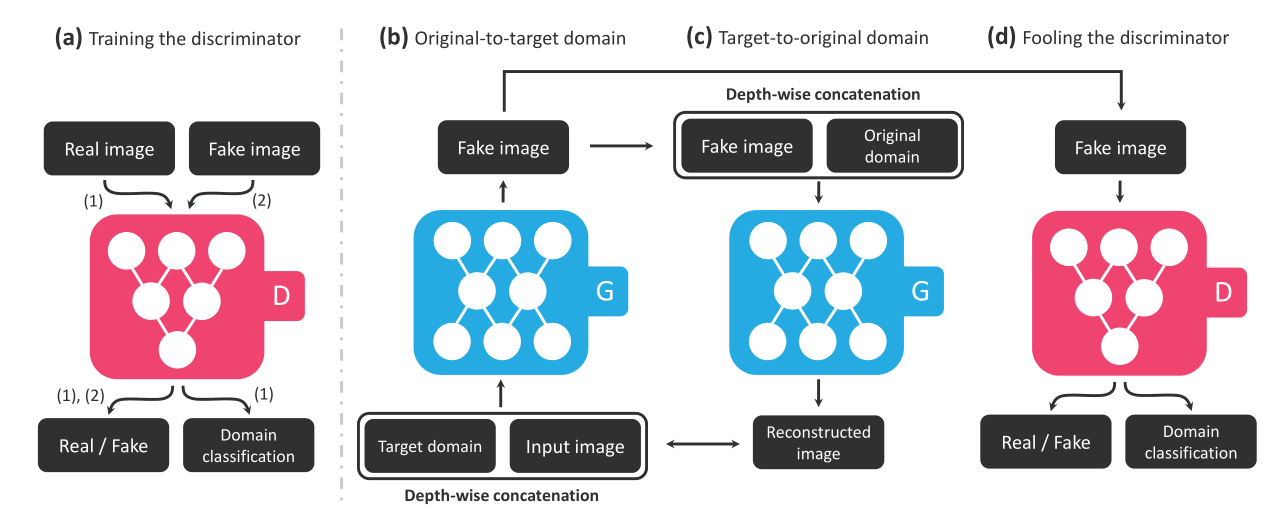 (a) Training the discriminator
Real image
Fake image
(1)
(2)
D
(1), (2)
(1)
Real / Fake
Domain
classification
(b) Original-to-target domain
Fake image
G
Target domain
Input image
Depth-wise concatenation
(c) Target-to-original domain
Depth-wise concatenation
Fake image
Original
domain
G
Reconstructed
image
(d) Fooling the discriminator
Fake image
D
Real / Fake
Domain
classification